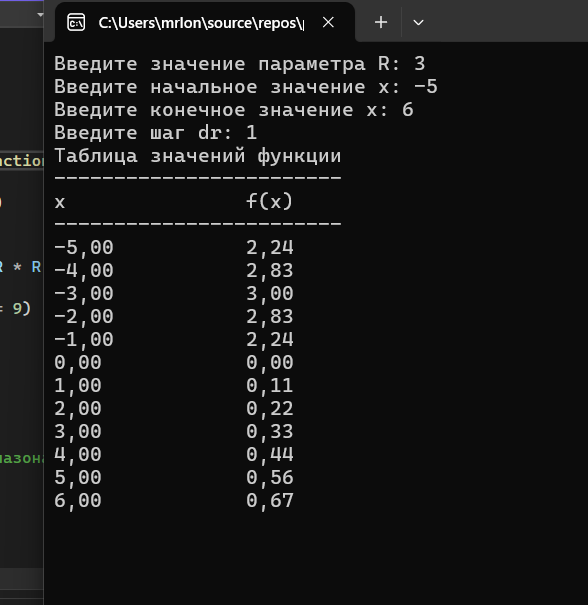 C:\Users\mrlon\source\repos\
Введите значение параметра R: 3
Введите начальное значение x: -5
Введите конечное значение x: 6
Введите шаг dr: 1
Таблица значений функции
------------------------
x f(x)
------------------------
-5,00 2,24
-4,00 2,83
-3,00 3,00
-2,00 2,83
-1,00 2,24
0,00 0,00
1,00 0,11
2,00 0,22
3,00 0,33
4,00 0,44
5,00 0,56
6,00 0,67
ction
)
* R
= 9)
азона